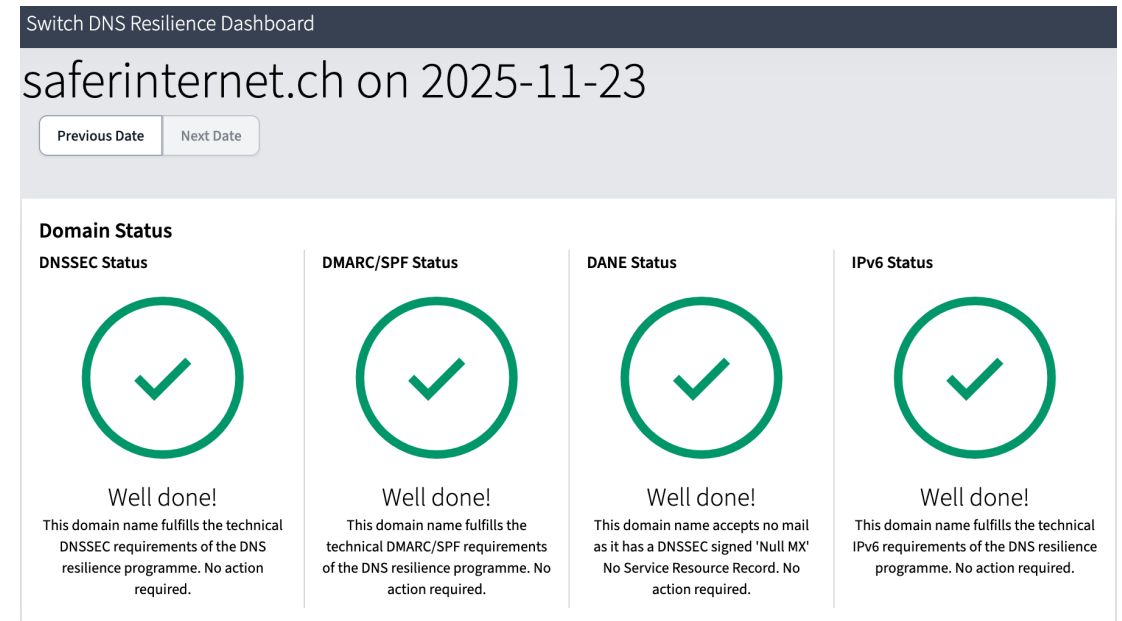 Switch DNS Resilience Dashboard
saferinternet.ch on 2025-11-23
Previous Date
Next Date
Domain Status
DNSSEC Status
Well done!
This domain name fulfills the technical
DNSSEC requirements of the DNS
resilience programme. No action
required.
DMARC/SPF Status
Well done!
This domain name fulfills the
technical DMARC/SPF requirements
of the DNS resilience programme. No
action required.
DANE Status
Well done!
This domain name accepts no mail
as it has a DNSSEC signed 'Null MX'
No Service Resource Record. No
action required.
IPv6 Status
Well done!
This domain name fulfills the technical
IPv6 requirements of the DNS resilience
programme. No action required.